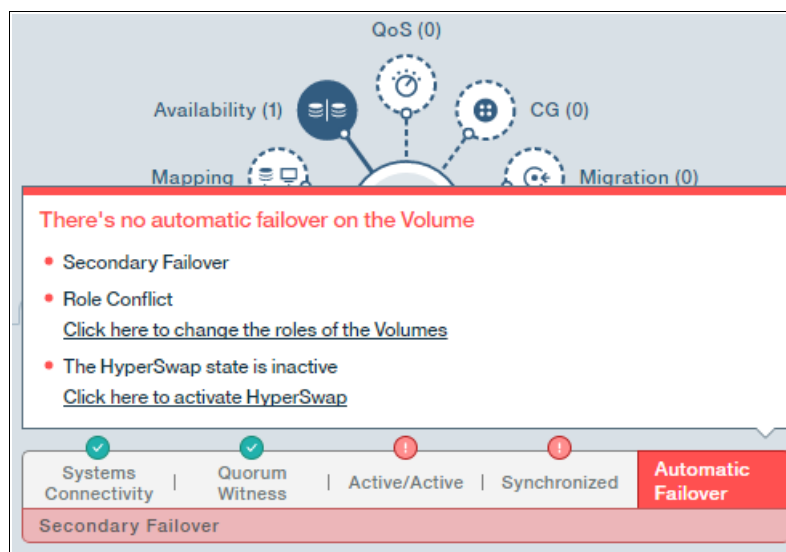 QoS (0)
Availability (1)
CG (0)
Mapping
Migration (0)
There's no automatic failover on the Volume
Secondary Failover
Role Conflict
Click here to change the roles of the Volumes
The HyperSwap state is inactive
Click here to activate HyperSwap
Systems Connectivity | Quorum Witness | Active/Active | Synchronized
Automatic Failover
Secondary Failover